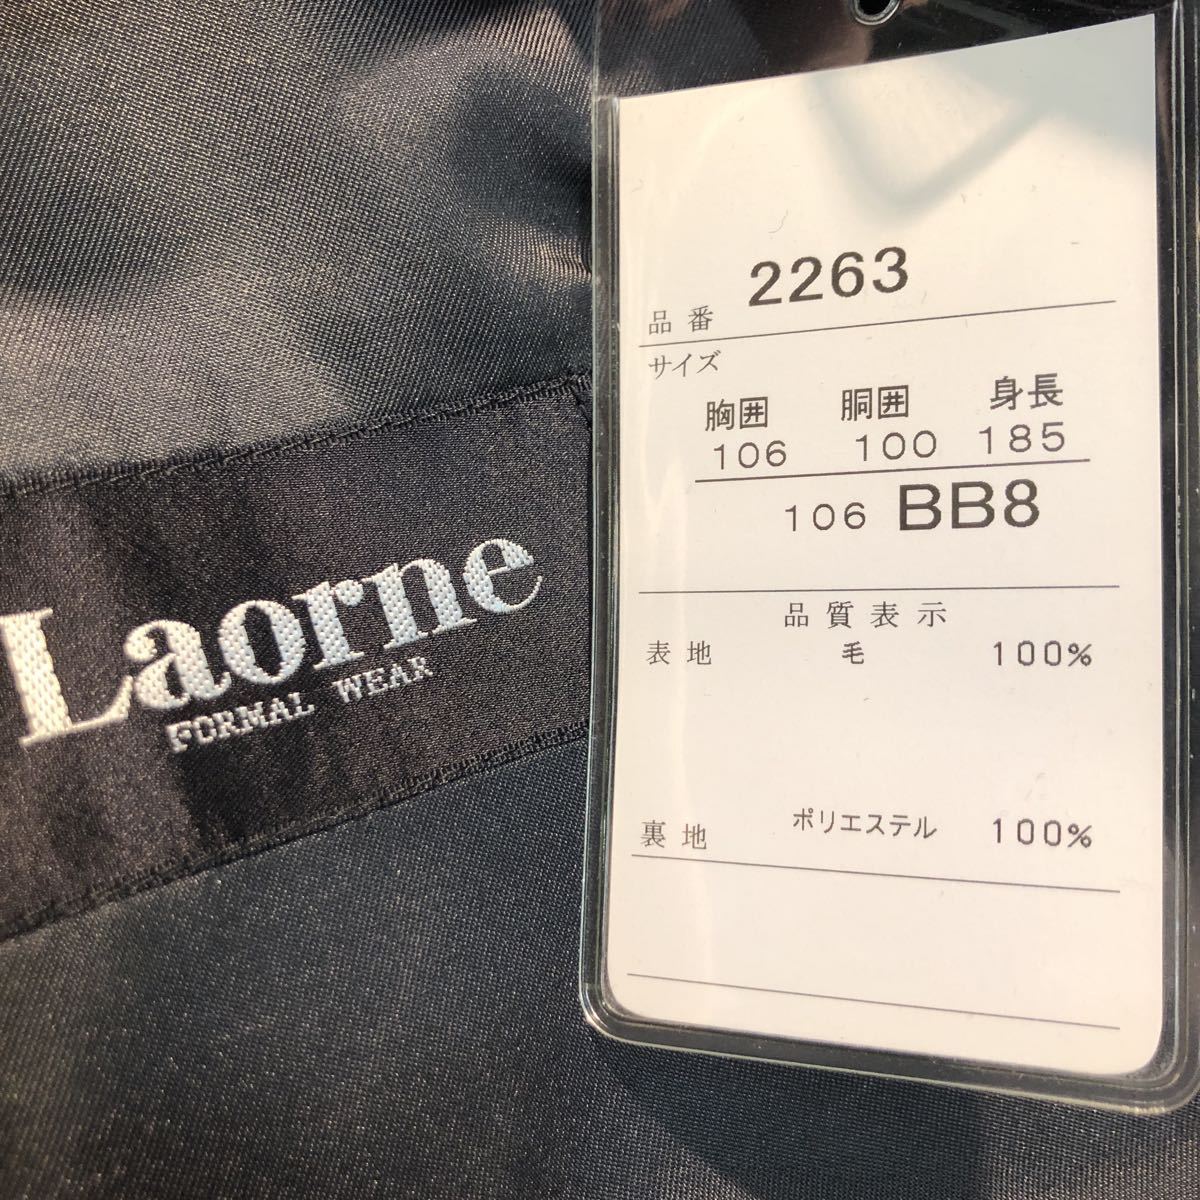 Laorne
FORMAL WEAR
品番 2263
サイズ
胸囲 胴囲 身長
106 100 185
106 BB8
品質表示
表地 毛 100%
裏地 ポリエステル 100%